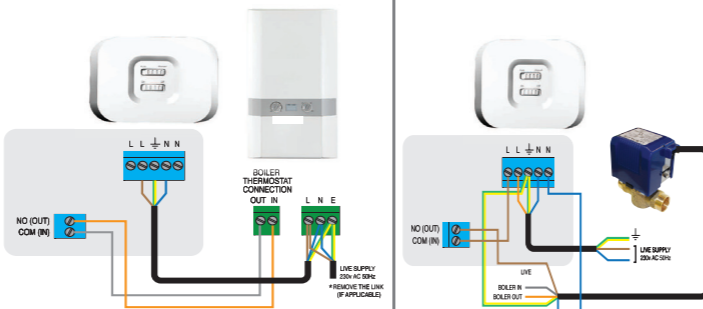 L L N N
BOILER
THERMOSTAT
CONNECTION
OUT IN
L N E
NO (OUT)
COM (IN)
LIVE SUPPLY
230v AC 50Hz
* REMOVE THE LINK
(IF APPLICABLE)
L L N N
NO (OUT)
COM (IN)
LIVE SUPPLY
230v AC 50Hz
LIVE
BOILER IN
BOILER OUT